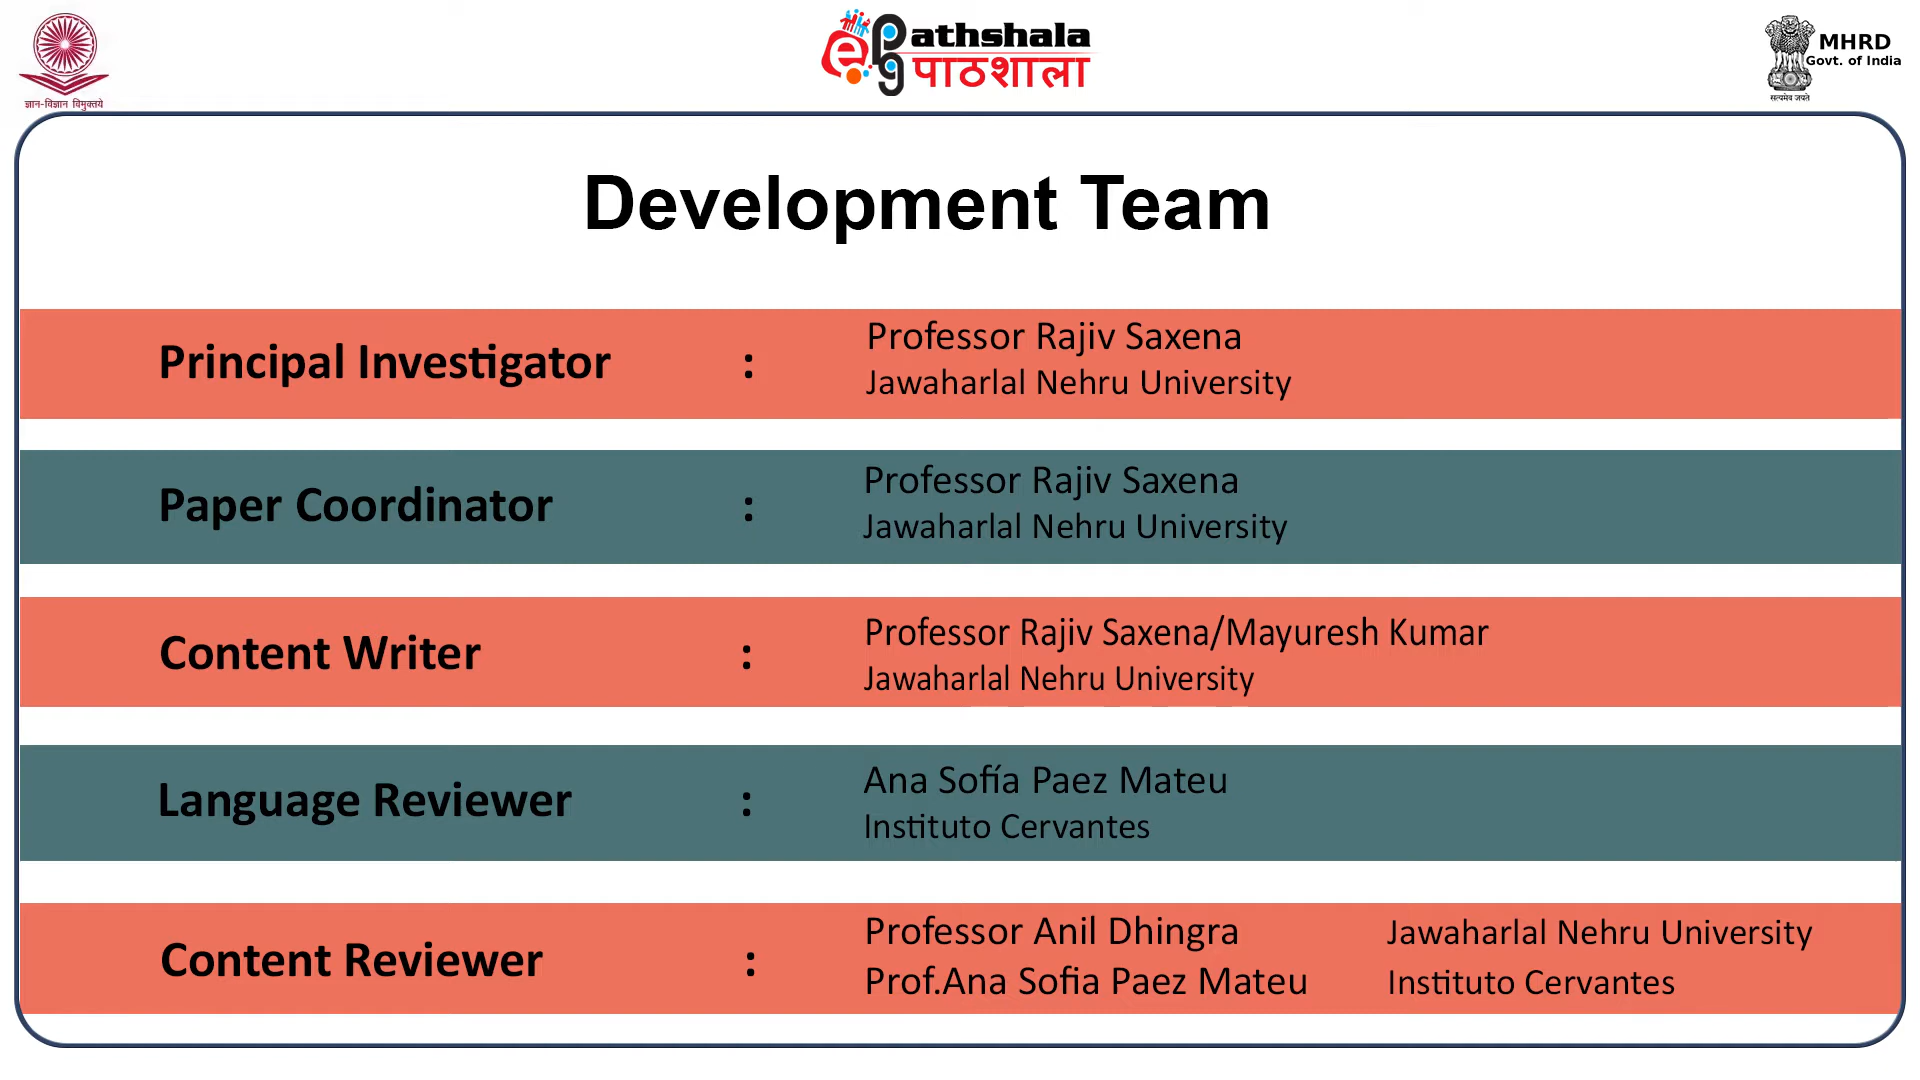 ज्ञान-विज्ञान विमुक्तये
ePathshala
पाठशाला
MHRD
Govt. of India
सत्यमेव जयते
Development Team
Principal Investigator : Professor Rajiv Saxena
Jawaharlal Nehru University
Paper Coordinator : Professor Rajiv Saxena
Jawaharlal Nehru University
Content Writer : Professor Rajiv Saxena/Mayuresh Kumar
Jawaharlal Nehru University
Language Reviewer : Ana Sofía Paez Mateu
Instituto Cervantes
Content Reviewer : Professor Anil Dhingra Jawaharlal Nehru University
Prof.Ana Sofia Paez Mateu Instituto Cervantes